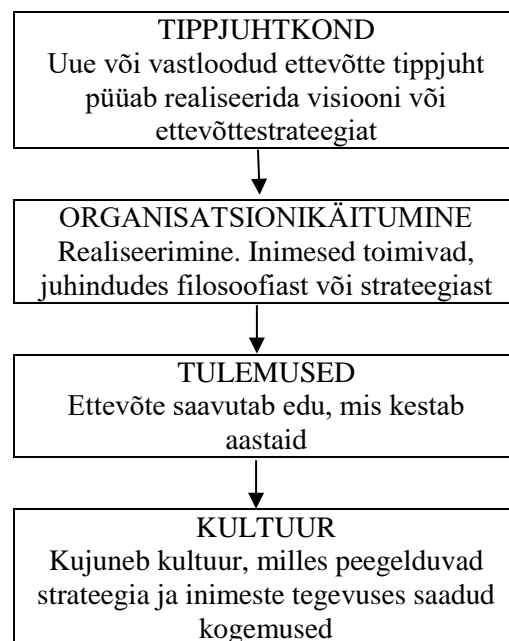 TIPPJUHTKOND
Uue või vastloodud ettevõtte tippjuht
püüab realiseerida visiooni või
ettevõttestrateegiat
ORGANISATSIONIKÄITUMINE
Realiseerimine. Inimesed toimivad,
juhindudes filosoofiast või strateegiast
TULEMUSED
Ettevõte saavutab edu, mis kestab
aastaid
KULTUUR
Kujuneb kultuur, milles peegelduvad
strateegia ja inimeste tegevuses saadud
kogemused